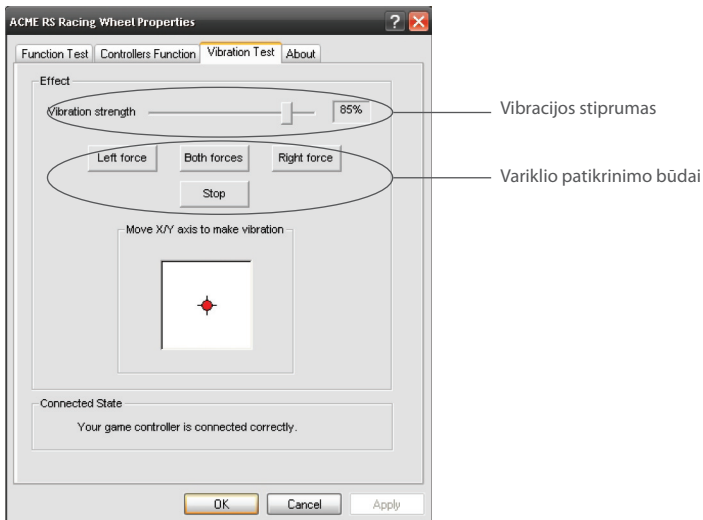 ACME RS Racing Wheel Properties ?
Function Test Controllers Function Vibration Test About
Effect
Vibration strength 85%
Vibracijos stiprumas
Left force Both forces Right force
Variklio patikrinimo būdai
Stop
Move X/Y axis to make vibration
Connected State
Your game controller is connected correctly.
OK Cancel Apply